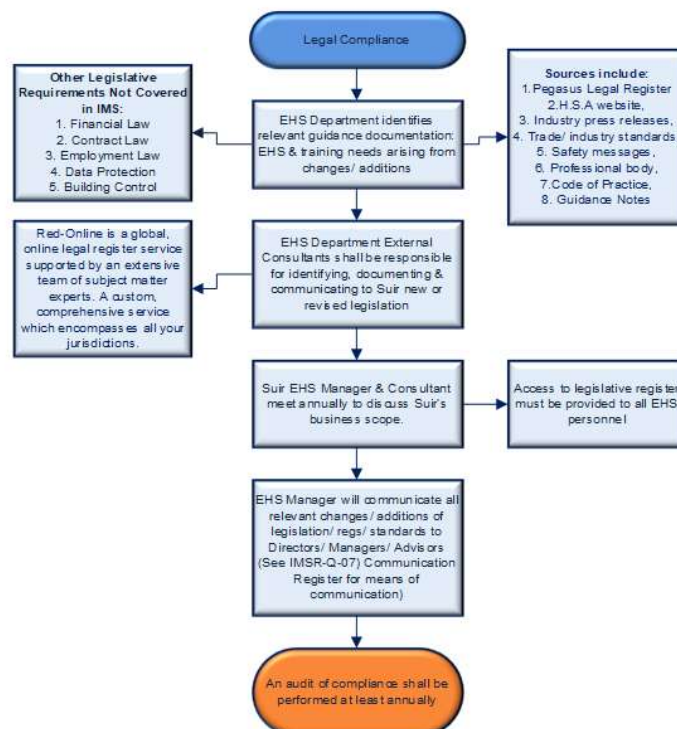 Legal Compliance
Other Legislative
Requirements Not Covered
in IMS:
1. Financial Law
2. Contract Law
3. Employment Law
4. Data Protection
5. Building Control
EHS Department identifies
relevant guidance documentation:
EHS & training needs arising from
changes/ additions
Sources include:
1.Pegasus Legal Register
2.H.S.A website,
3. Industry press releases,
4. Trade/ industry standards
5. Safety messages,
6. Professional body,
7.Code of Practice,
8. Guidance Notes
Red-Online is a global,
online legal register service
supported by an extensive
team of subject matter
experts. A custom,
comprehensive service
which encompasses all your
jurisdictions.
EHS Department External
Consultants shall be responsible
for identifying, documenting &
communicating to Suir new or
revised legislation
Suir EHS Manager & Consultant
meet annually to discuss Suir's
business scope.
Access to legislative register
must be provided to all EHS
personnel
EHS Manager will communicate all
relevant changes/ additions of
legislation/ regs/ standards to
Directors/ Managers/ Advisors
(See IMSR-Q-07) Communication
Register for means of
communication)
An audit of compliance shall be
performed at least annually